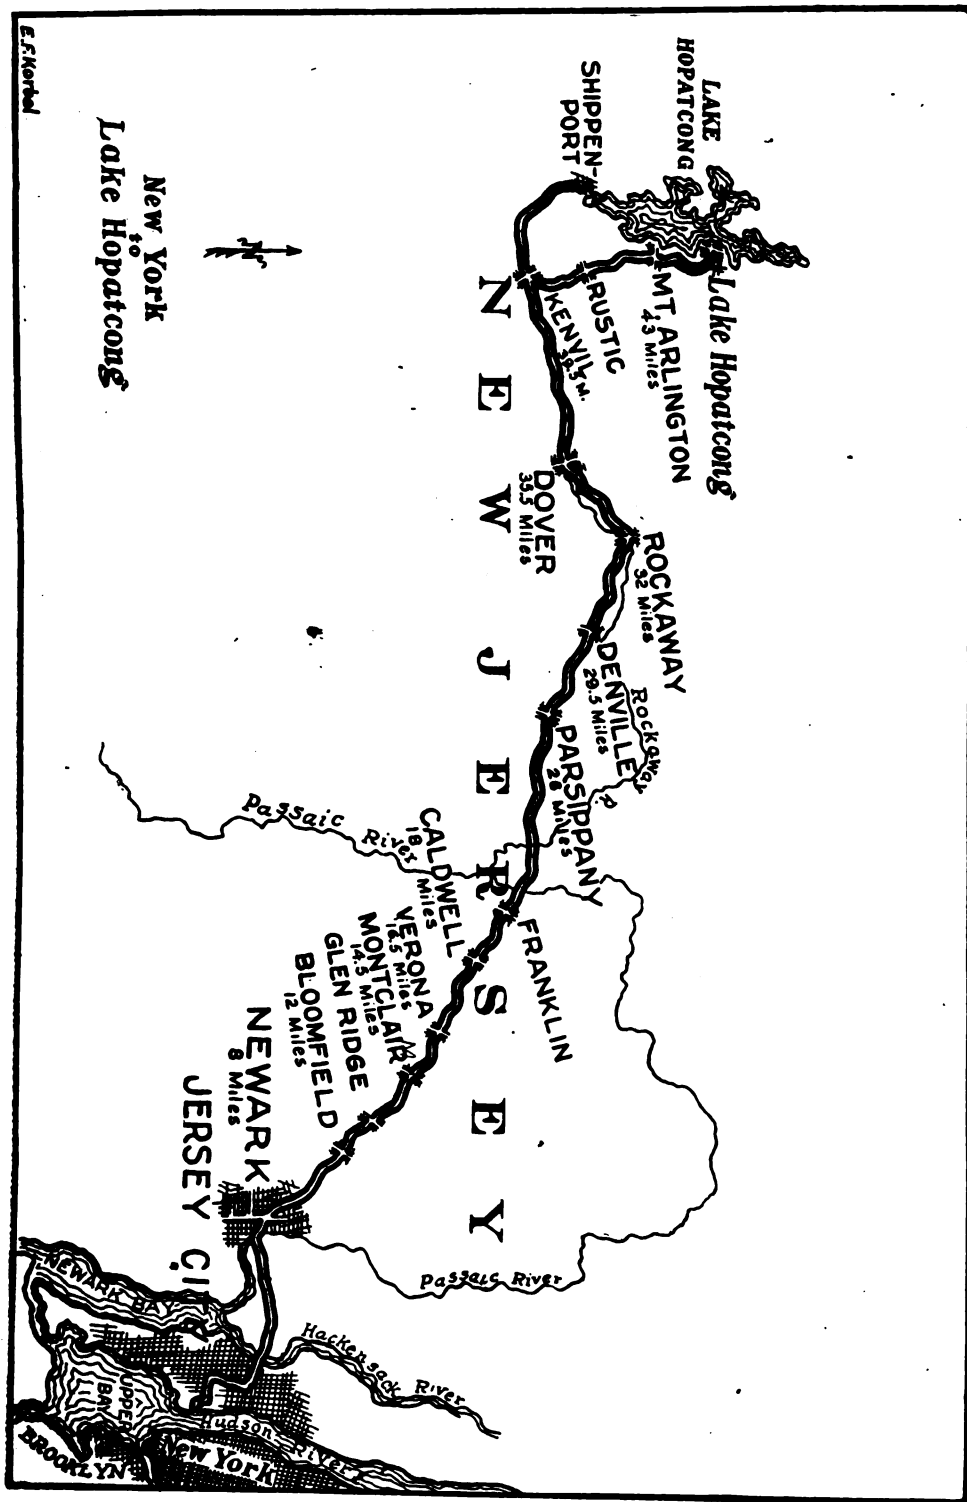 E.F. Korbel
New York
to
Lake Hopatcong
LAKE
HOPATCONG
SHIPPEN-
PORT
Lake Hopatcong
MT. ARLINGTON
43 Miles
RUSTIC
KENVIL
39.5 M.
DOVER
35.5 Miles
ROCKAWAY
32 Miles
DENVILLE
29.5 Miles
Rockaway
R.
PARSIPPANY
26 Miles
NEW JERSEY
Passaic
River
FRANKLIN
CALDWELL
18 Miles
VERONA
16.5 Miles
MONTCLAIR
14.5 Miles
GLEN RIDGE
BLOOMFIELD
12 Miles
NEWARK
8 Miles
JERSEY CITY
Passaic River
Hackensack River
NEWARK BAY
UPPER
BAY
Hudson River
New York
BROOKLYN